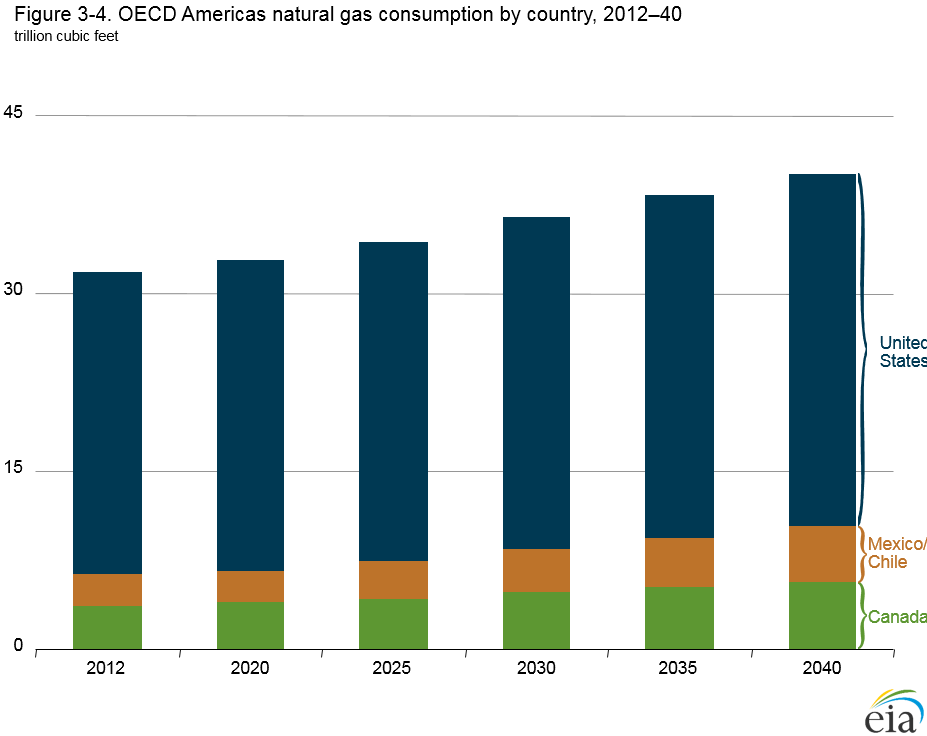 Figure 3-4. OECD Americas natural gas consumption by country, 2012–40
trillion cubic feet
45
30
15
0
United
States
Mexico/
Chile
Canada
2012 2020 2025 2030 2035 2040
eia